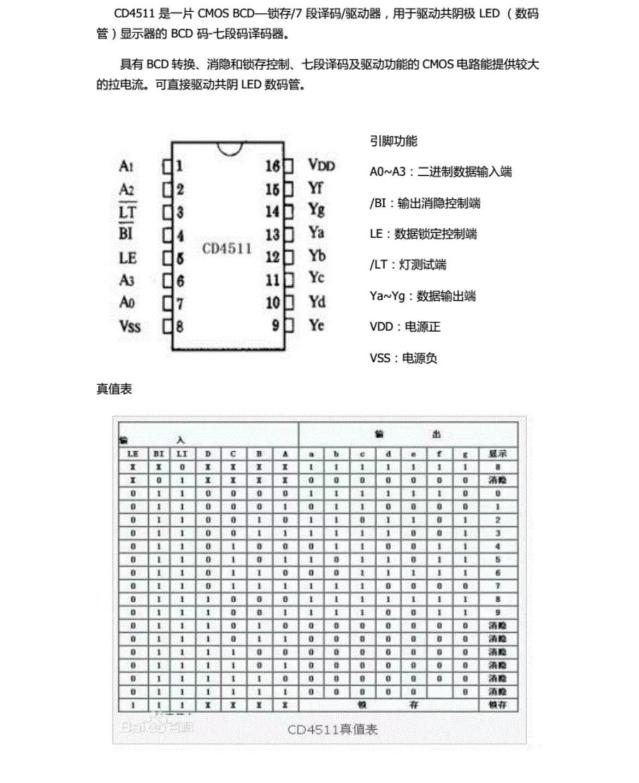 CD4511 是一片 CMOS BCD—锁存/7 段译码/驱动器，用于驱动共阴极 LED （数码
管）显示器的 BCD 码-七段码译码器。
具有 BCD 转换、消隐和锁存控制、七段译码及驱动功能的 CMOS 电路能提供较大
的拉电流。可直接驱动共阴 LED 数码管。
引脚功能
A1 1 16 VDD
A2 2 15 Yf
LT 3 14 Yg
BI 4 13 Ya
CD4511
LE 5 12 Yb
A3 6 11 Yc
A0 7 10 Yd
Vss 8 9 Ye
A0~A3：二进制数据输入端
/BI：输出消隐控制端
LE：数据锁定控制端
/LT：灯测试端
Ya~Yg：数据输出端
VDD：电源正
VSS：电源负
真值表
输 入 输 出
LE BI LI D C B A a b c d e f g 显示
X X 0 X X X X 1 1 1 1 1 1 1 8
X 0 1 X X X X 0 0 0 0 0 0 0 消隐
0 1 1 0 0 0 0 1 1 1 1 1 1 0 0
0 1 1 0 0 0 1 0 1 1 0 0 0 0 1
0 1 1 0 0 1 0 1 1 0 1 1 0 1 2
0 1 1 0 0 1 1 1 1 1 1 0 0 1 3
0 1 1 0 1 0 0 0 1 1 0 0 1 1 4
0 1 1 0 1 0 1 1 0 1 1 0 1 1 5
0 1 1 0 1 1 0 0 0 1 1 1 1 1 6
0 1 1 0 1 1 1 1 1 1 0 0 0 0 7
0 1 1 1 0 0 0 1 1 1 1 1 1 1 8
0 1 1 1 0 0 1 1 1 1 0 0 1 1 9
0 1 1 1 0 1 0 0 0 0 0 0 0 0 消隐
0 1 1 1 0 1 1 0 0 0 0 0 0 0 消隐
0 1 1 1 1 0 0 0 0 0 0 0 0 0 消隐
0 1 1 1 1 0 1 0 0 0 0 0 0 0 消隐
0 1 1 1 1 1 0 0 0 0 0 0 0 0 消隐
0 1 1 1 1 1 1 0 0 0 0 0 0 消隐
1 1 1 X X X X 锁 存 锁存
Baidu百科
CD4511真值表